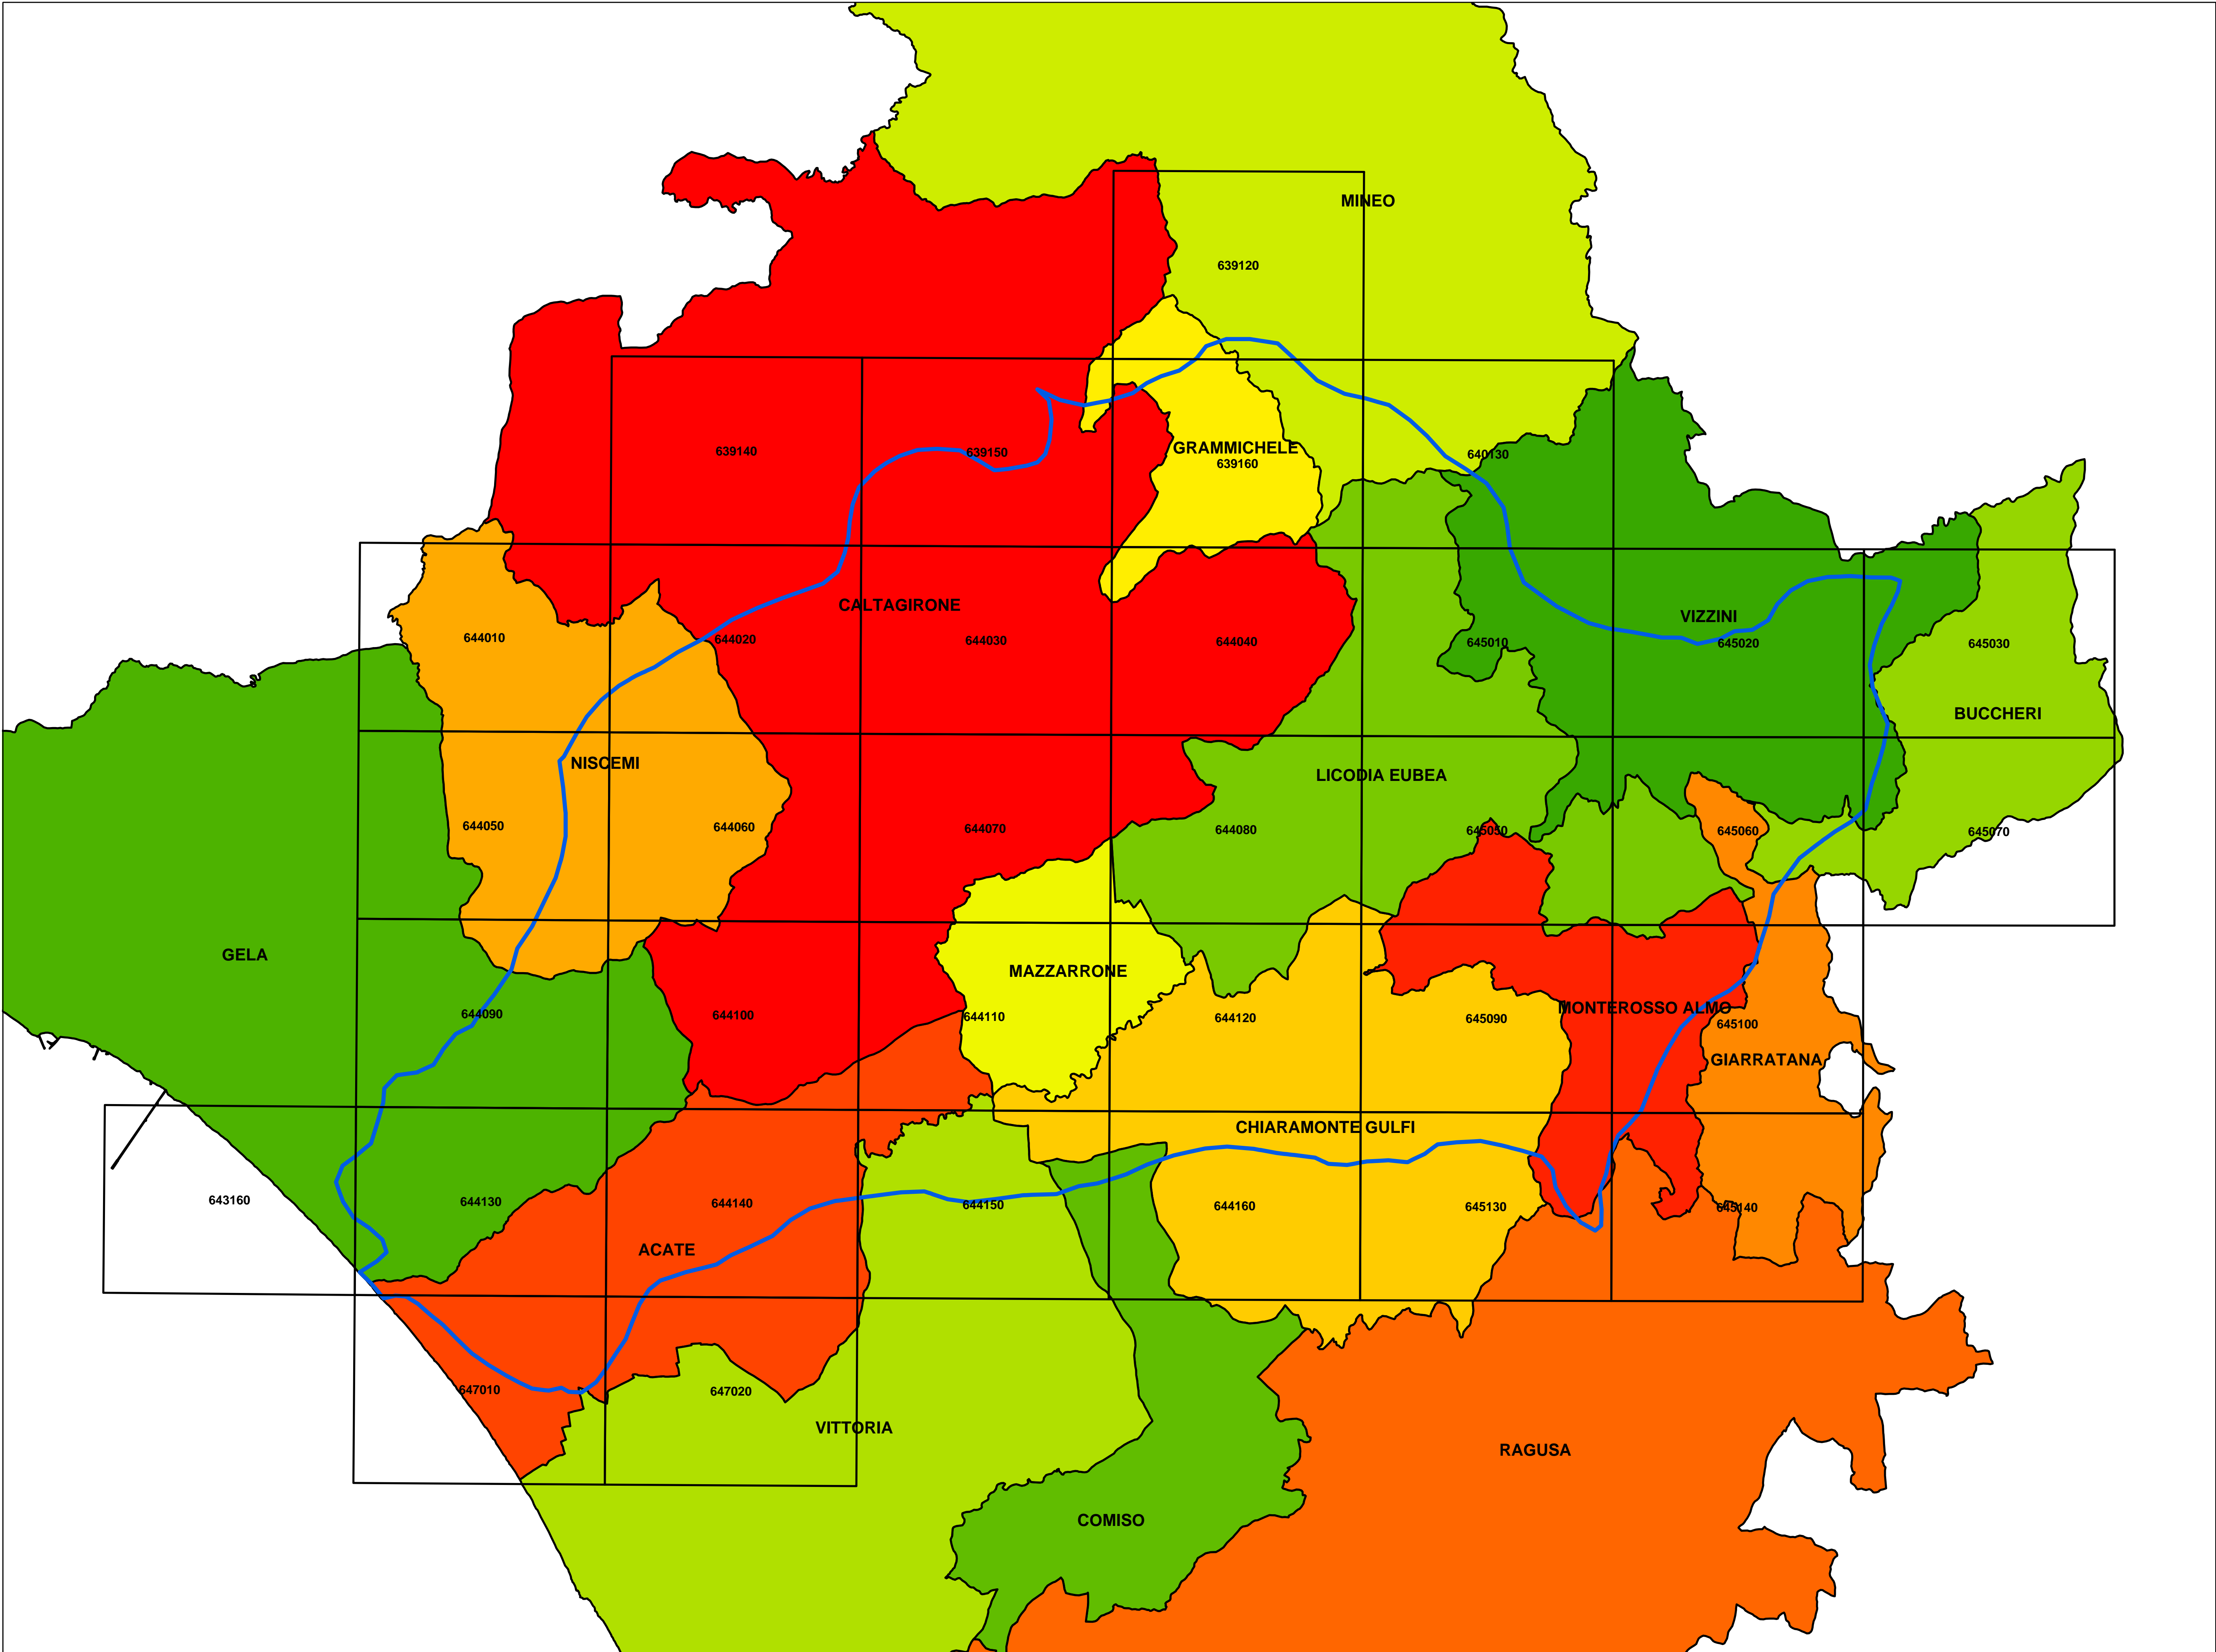 MINEO
639120
GRAMMICHELE
639140
639150
639160
640130
CALTAGIRONE
VIZZINI
644010
644020
644030
644040
645010
645020
645030
BUCCHERI
NISCEMI
LICODIA EUBEA
644050
644060
644070
644080
645050
645060
645070
GELA
MAZZARRONE
MONTEROSSO ALMO
644090
644100
644110
644120
645090
645100
GIARRATANA
CHIARAMONTE GULFI
643160
644130
644140
644150
644160
645130
645140
ACATE
647010
647020
VITTORIA
RAGUSA
COMISO